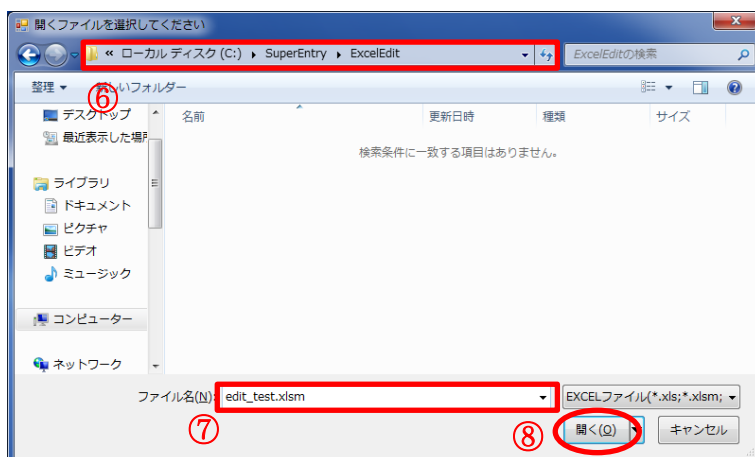 開くファイルを選択してください
« ローカル ディスク (C:) ▸ SuperEntry ▸ ExcelEdit
ExcelEditの検索
整理 ▼
⑥
いフォルダー
デスクトップ
最近表示した場
名前
更新日時
種類
サイズ
検索条件に一致する項目はありません。
ライブラリ
ドキュメント
ピクチャ
ビデオ
ミュージック
コンピューター
ネットワーク
ファイル名(N): edit_test.xlsm
EXCELファイル(*.xls;*.xlsm;
⑦
⑧
開く(O)
キャンセル